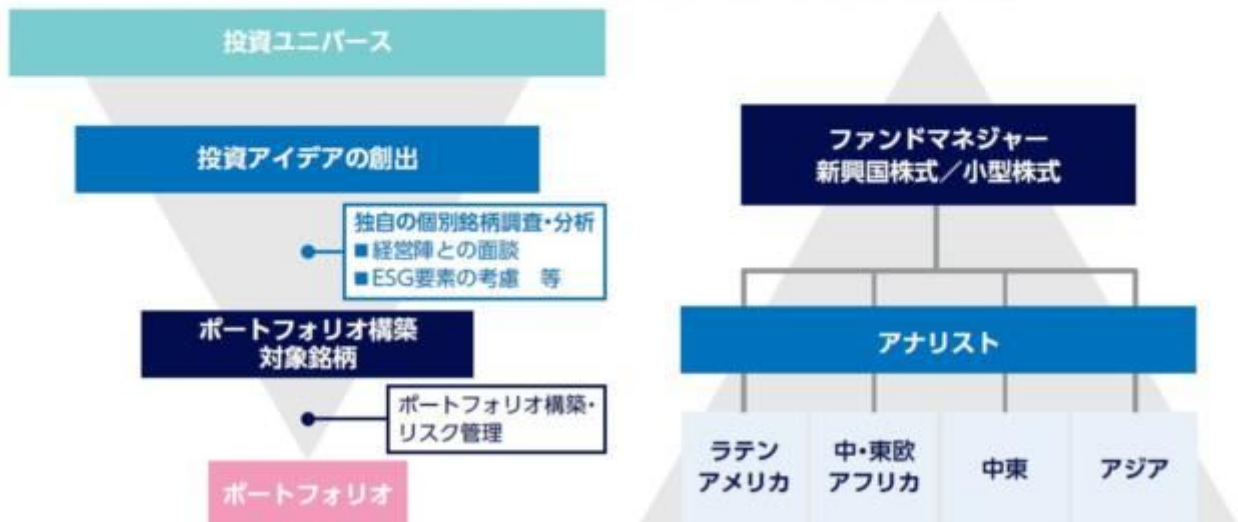 投資ユニバース
投資アイデアの創出
独自の個別銘柄調査・分析
■経営陣との面談
■ESG要素の考慮 等
ポートフォリオ構築
対象銘柄
ポートフォリオ構築・
リスク管理
ポートフォリオ
ファンドマネジャー
新興国株式／小型株式
アナリスト
ラテン
アメリカ
中・東欧
アフリカ
中東
アジア